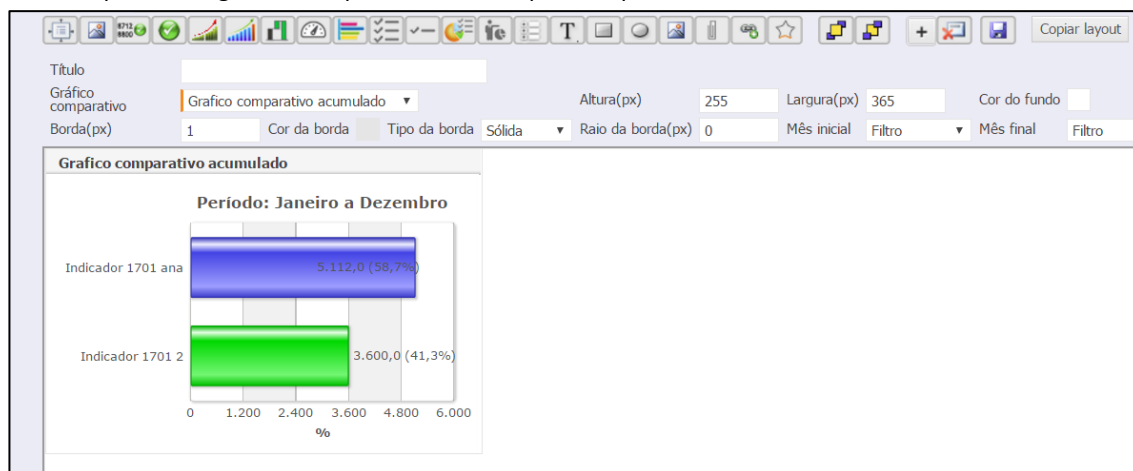 8712
9800
fe
T
+
Copiar layout
Título
Gráfico comparativo
Grafico comparativo acumulado
Altura(px) 255
Largura(px) 365
Cor do fundo
Borda(px) 1
Cor da borda
Tipo da borda Sólida
Raio da borda(px) 0
Mês inicial Filtro
Mês final Filtro
Grafico comparativo acumulado
Período: Janeiro a Dezembro
Indicador 1701 ana
5.112,0 (58,7%)
Indicador 1701 2
3.600,0 (41,3%)
0 1.200 2.400 3.600 4.800 6.000
%